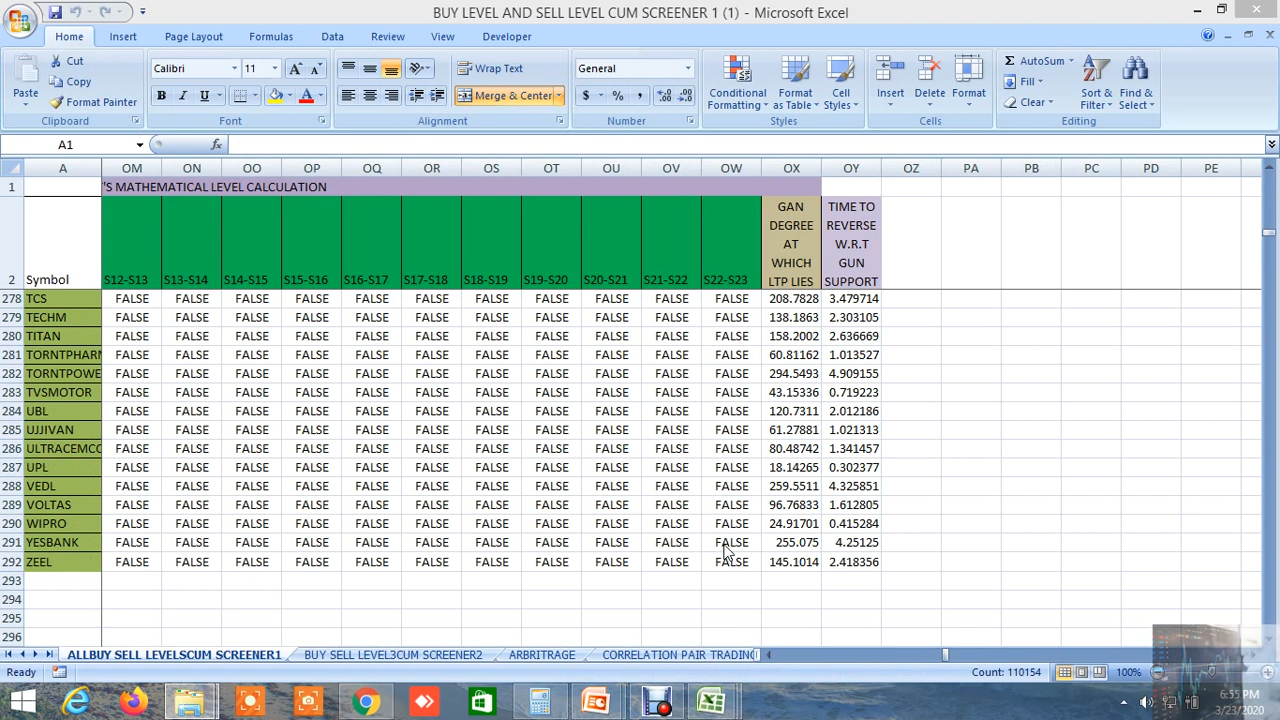 BUY LEVEL AND SELL LEVEL CUM SCREENER 1 (1) - Microsoft Excel
Home Insert Page Layout Formulas Data Review View Developer
Cut
Copy
Format Painter
Paste
Clipboard
Calibri 11
B I U
Font
Wrap Text
Merge & Center
Alignment
General
$ % ,
Number
Conditional Formatting
Format as Table
Cell Styles
Styles
Insert Delete Format
Cells
AutoSum
Fill
Clear
Sort & Filter
Find & Select
Editing
A1 fx
A OM ON OO OP OQ OR OS OT OU OV OW OX OY OZ PA PB PC PD PE
1 'S MATHEMATICAL LEVEL CALCULATION
GAN DEGREE AT WHICH LTP LIES
TIME TO REVERSE W.R.T GUN SUPPORT
2 Symbol S12-S13 S13-S14 S14-S15 S15-S16 S16-S17 S17-S18 S18-S19 S19-S20 S20-S21 S21-S22 S22-S23
278 TCS FALSE FALSE FALSE FALSE FALSE FALSE FALSE FALSE FALSE FALSE FALSE 208.7828 3.479714
279 TECHM FALSE FALSE FALSE FALSE FALSE FALSE FALSE FALSE FALSE FALSE FALSE 138.1863 2.303105
280 TITAN FALSE FALSE FALSE FALSE FALSE FALSE FALSE FALSE FALSE FALSE FALSE 158.2002 2.636669
281 TORNTPHARM FALSE FALSE FALSE FALSE FALSE FALSE FALSE FALSE FALSE FALSE FALSE 60.81162 1.013527
282 TORNTPOWE FALSE FALSE FALSE FALSE FALSE FALSE FALSE FALSE FALSE FALSE FALSE 294.5493 4.909155
283 TVSMOTOR FALSE FALSE FALSE FALSE FALSE FALSE FALSE FALSE FALSE FALSE FALSE 43.15336 0.719223
284 UBL FALSE FALSE FALSE FALSE FALSE FALSE FALSE FALSE FALSE FALSE FALSE 120.7311 2.012186
285 UJJIVAN FALSE FALSE FALSE FALSE FALSE FALSE FALSE FALSE FALSE FALSE FALSE 61.27881 1.021313
286 ULTRACEMCO FALSE FALSE FALSE FALSE FALSE FALSE FALSE FALSE FALSE FALSE FALSE 80.48742 1.341457
287 UPL FALSE FALSE FALSE FALSE FALSE FALSE FALSE FALSE FALSE FALSE FALSE 18.14265 0.302377
288 VEDL FALSE FALSE FALSE FALSE FALSE FALSE FALSE FALSE FALSE FALSE FALSE 259.5511 4.325851
289 VOLTAS FALSE FALSE FALSE FALSE FALSE FALSE FALSE FALSE FALSE FALSE FALSE 96.76833 1.612805
290 WIPRO FALSE FALSE FALSE FALSE FALSE FALSE FALSE FALSE FALSE FALSE FALSE 24.91701 0.415284
291 YESBANK FALSE FALSE FALSE FALSE FALSE FALSE FALSE FALSE FALSE FALSE FALSE 255.075 4.25125
292 ZEEL FALSE FALSE FALSE FALSE FALSE FALSE FALSE FALSE FALSE FALSE FALSE 145.1014 2.418356
293
294
295
296
ALLBUY SELL LEVELSCUM SCREENER1 BUY SELL LEVEL3CUM SCREENER2 ARBRITRAGE CORRELATION PAIR TRADING
Ready Count: 110154 100%
6:55 PM
3/23/2020